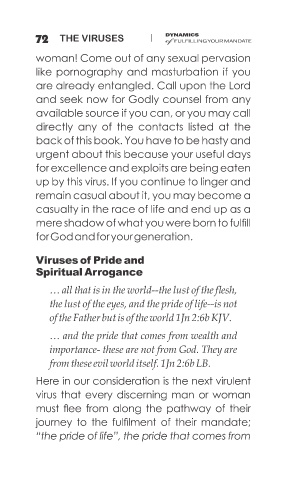 72 THE VIRUSES | DYNAMICS
of FULFILLING YOUR MANDATE
woman! Come out of any sexual pervasion
like pornography and masturbation if you
are already entangled. Call upon the Lord
and seek now for Godly counsel from any
available source if you can, or you may call
directly any of the contacts listed at the
back of this book. You have to be hasty and
urgent about this because your useful days
for excellence and exploits are being eaten
up by this virus. If you continue to linger and
remain casual about it, you may become a
casualty in the race of life and end up as a
mere shadow of what you were born to fulfill
for God and for your generation.
Viruses of Pride and
Spiritual Arrogance
… all that is in the world--the lust of the flesh,
the lust of the eyes, and the pride of life--is not
of the Father but is of the world 1Jn 2:6b KJV.
… and the pride that comes from wealth and
importance- these are not from God. They are
from these evil world itself. 1Jn 2:6b LB.
Here in our consideration is the next virulent
virus that every discerning man or woman
must flee from along the pathway of their
journey to the fulfilment of their mandate;
“the pride of life”, the pride that comes from